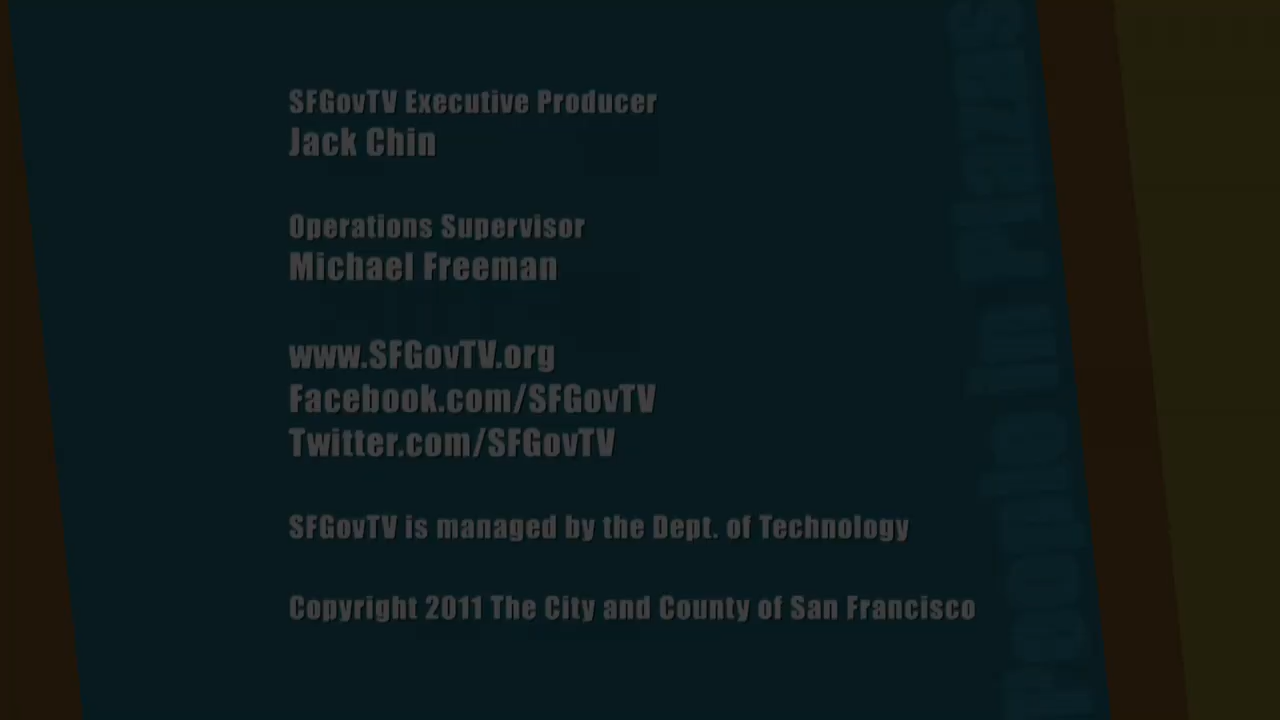 SFGovTV Executive Producer
Jack Chin
Operations Supervisor
Michael Freeman
www.SFGovTV.org
Facebook.com/SFGovTV
Twitter.com/SFGovTV
SFGovTV is managed by the Dept. of Technology
Copyright 2011 The City and County of San Francisco